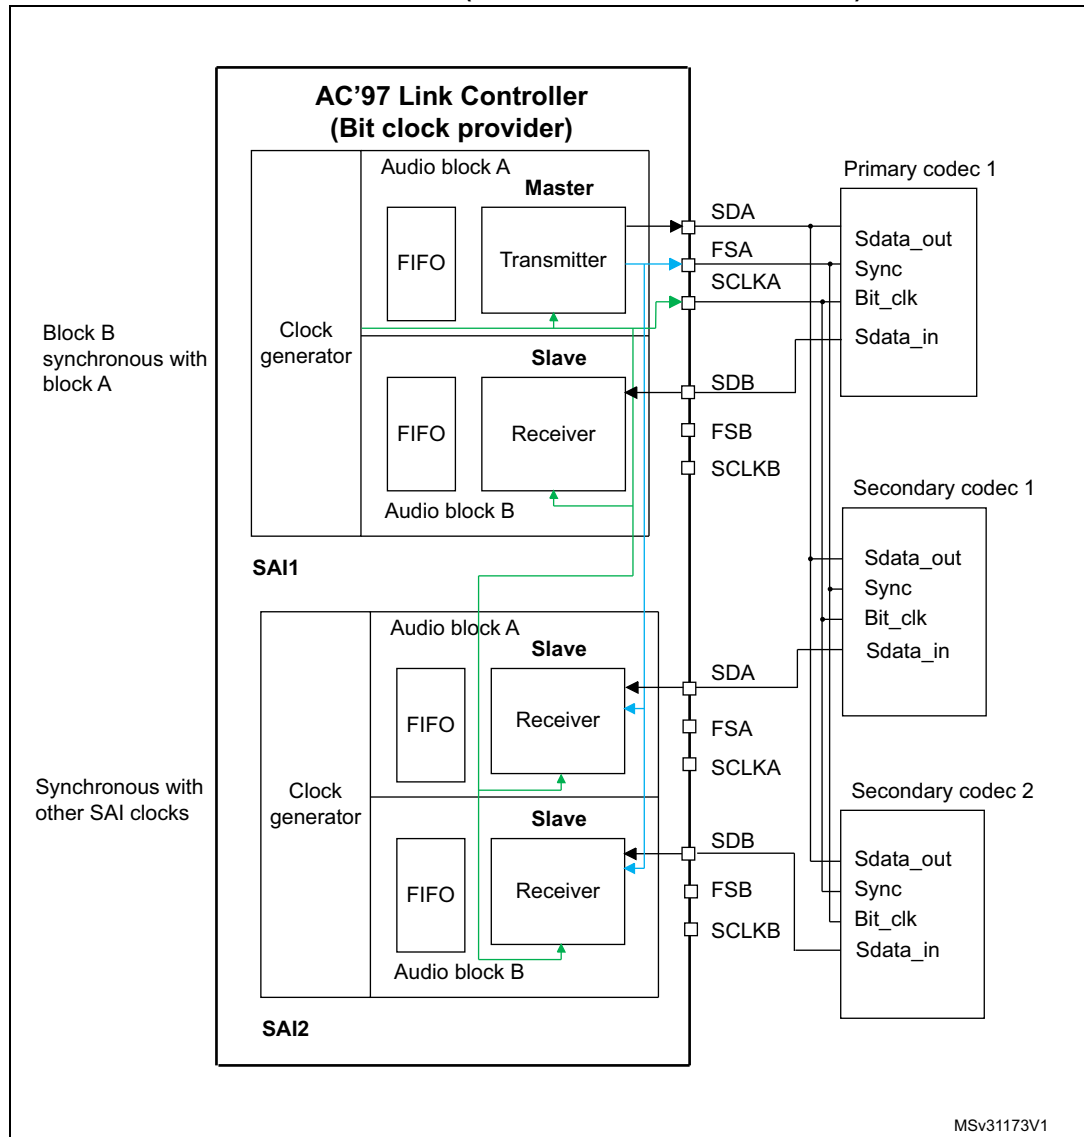 AC’97 Link Controller
(Bit clock provider)
Audio block A
Master
Primary codec 1
SDA
Sdata_out
FIFO
Transmitter
FSA
Sync
SCLKA
Bit_clk
Block B
synchronous with
block A
Clock
generator
Slave
Sdata_in
SDB
FIFO
Receiver
FSB
SCLKB
Audio block B
Secondary codec 1
SAI1
Sdata_out
Sync
Bit_clk
Sdata_in
Audio block A
Slave
SDA
FIFO
Receiver
FSA
SCLKA
Synchronous with
other SAI clocks
Clock
generator
Secondary codec 2
Slave
SDB
Sdata_out
FIFO
Receiver
FSB
Sync
SCLKB
Bit_clk
Sdata_in
Audio block B
SAI2
MSv31173V1